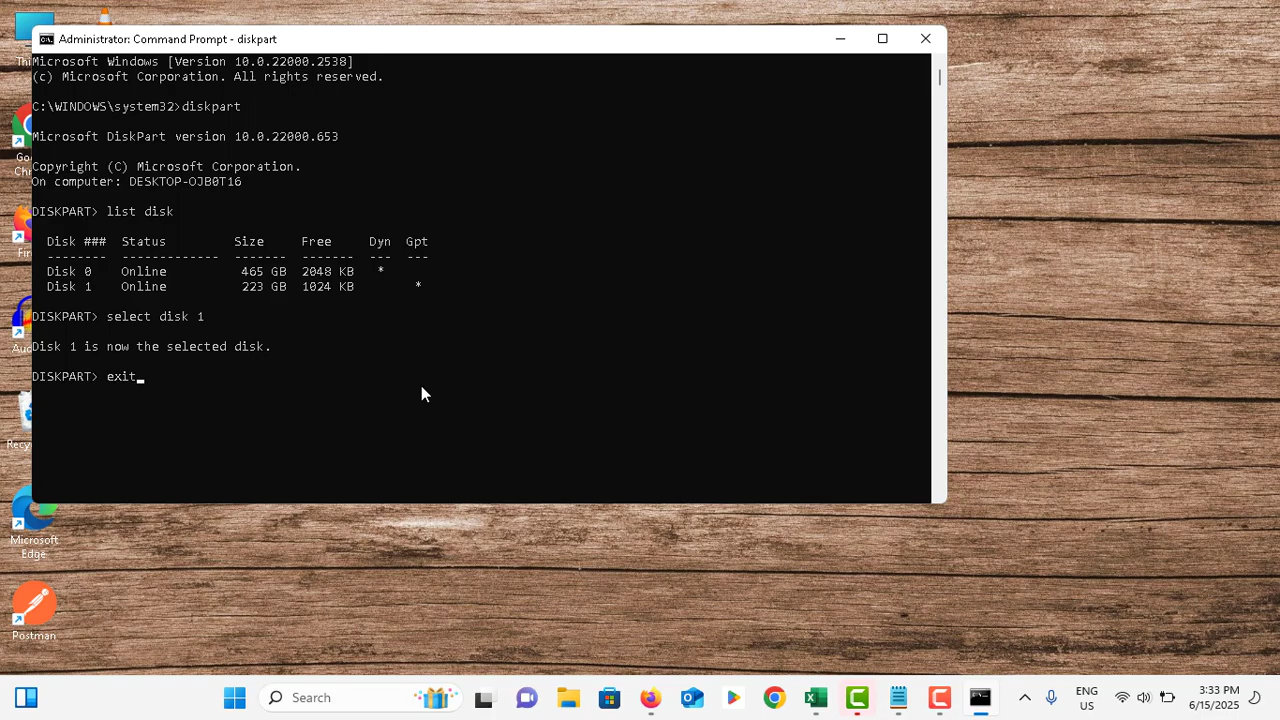 Administrator: Command Prompt - diskpart
Microsoft Windows [Version 10.0.22000.2538]
(c) Microsoft Corporation. All rights reserved.
C:\WINDOWS\system32>diskpart
Microsoft DiskPart version 10.0.22000.653
Copyright (C) Microsoft Corporation.
On computer: DESKTOP-OJB0T16
DISKPART> list disk
Disk ### Status Size Free Dyn Gpt
-------- ------------- ------- ------- --- ---
Disk 0 Online 465 GB 2048 KB *
Disk 1 Online 223 GB 1024 KB *
DISKPART> select disk 1
Disk 1 is now the selected disk.
DISKPART> exit
Microsoft
Edge
Postman
Search
ENG
US
3:33 PM
6/15/2025